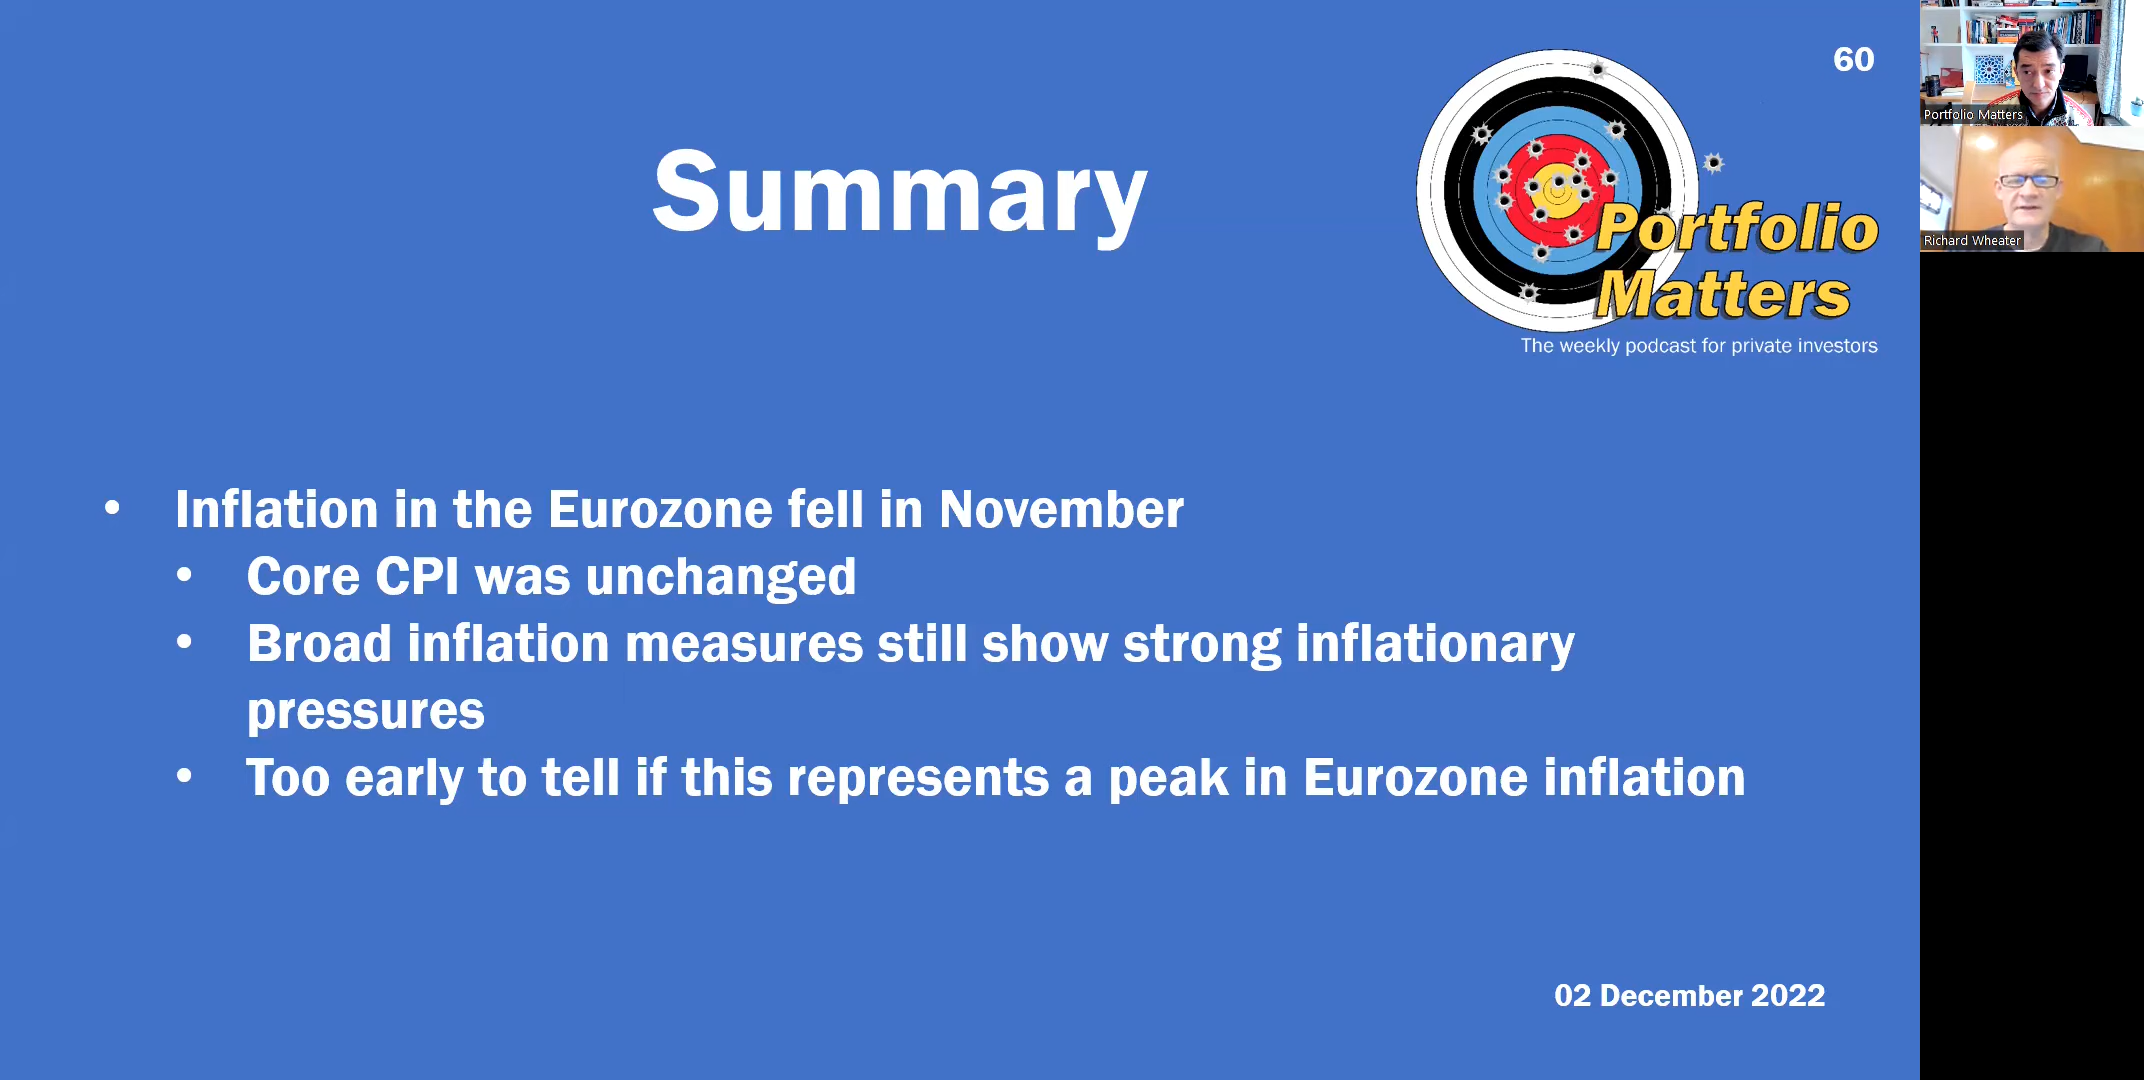 60
Summary
Portfolio
Matters
The weekly podcast for private investors
• Inflation in the Eurozone fell in November
• Core CPI was unchanged
• Broad inflation measures still show strong inflationary
pressures
• Too early to tell if this represents a peak in Eurozone inflation
02 December 2022
Portfolio Matters
Richard Wheater